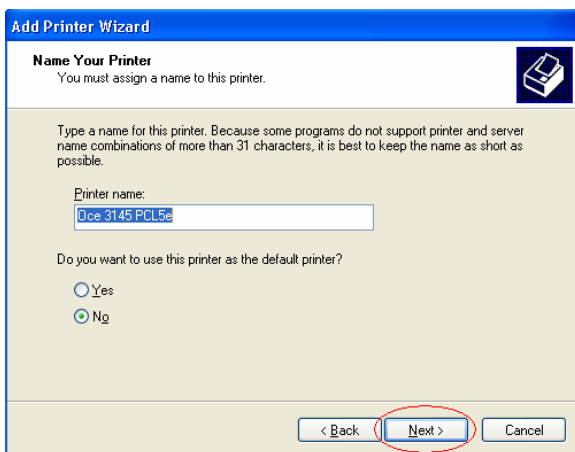 Add Printer Wizard
Name Your Printer
You must assign a name to this printer.
Type a name for this printer. Because some programs do not support printer and server
name combinations of more than 31 characters, it is best to keep the name as short as
possible.
Printer name:
Oce 3145 PCL5e
Do you want to use this printer as the default printer?
Yes
No
< Back
Next >
Cancel